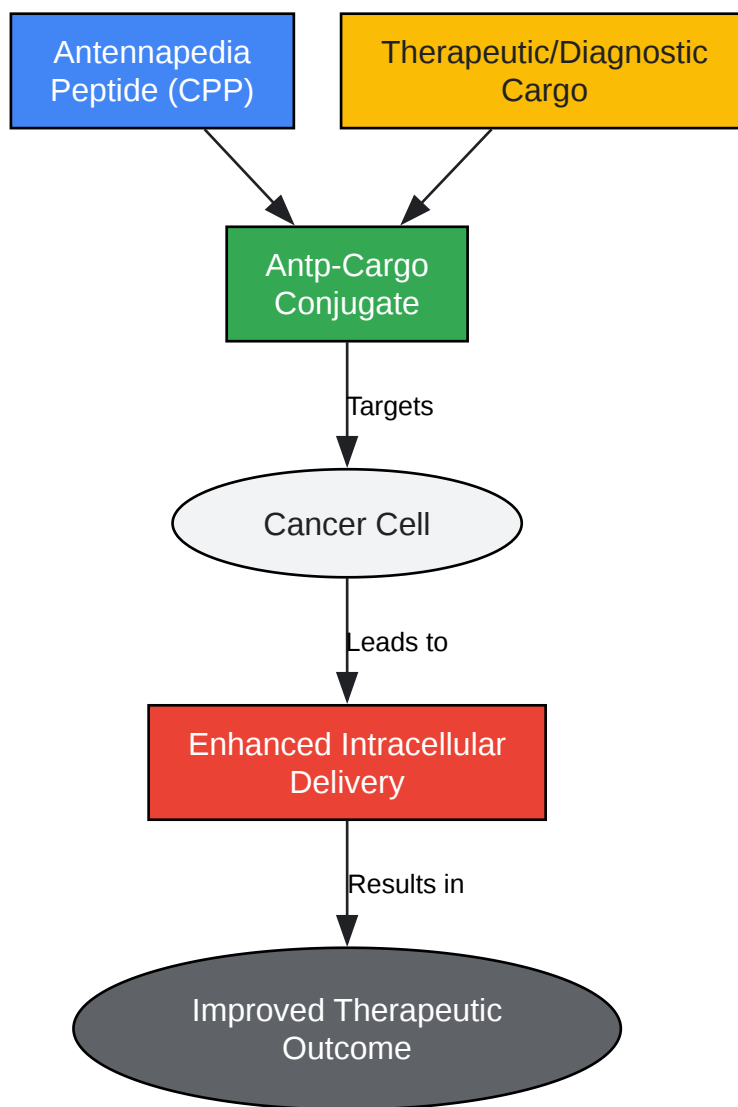 Antennapedia
Peptide (CPP)
Therapeutic/Diagnostic
Cargo
Antp-Cargo
Conjugate
Targets
Cancer Cell
Leads to
Enhanced Intracellular
Delivery
Results in
Improved Therapeutic
Outcome